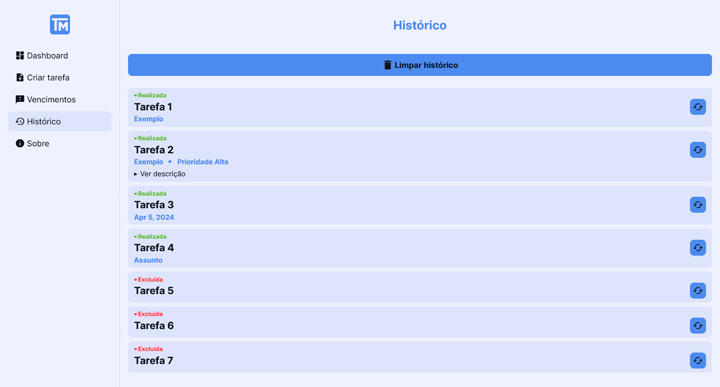 TM
Dashboard
Criar tarefa
Vencimentos
Histórico
Sobre
Histórico
Limpar histórico
Realizada
Tarefa 1
Exemplo
Realizada
Tarefa 2
Exemplo • Prioridade Alta
▸ Ver descrição
Realizada
Tarefa 3
Apr 5, 2024
Realizada
Tarefa 4
Assunto
Excluída
Tarefa 5
Excluída
Tarefa 6
Excluída
Tarefa 7